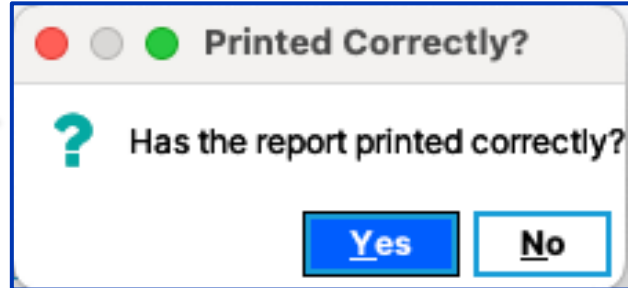 Printed Correctly?
Has the report printed correctly?
Yes
No